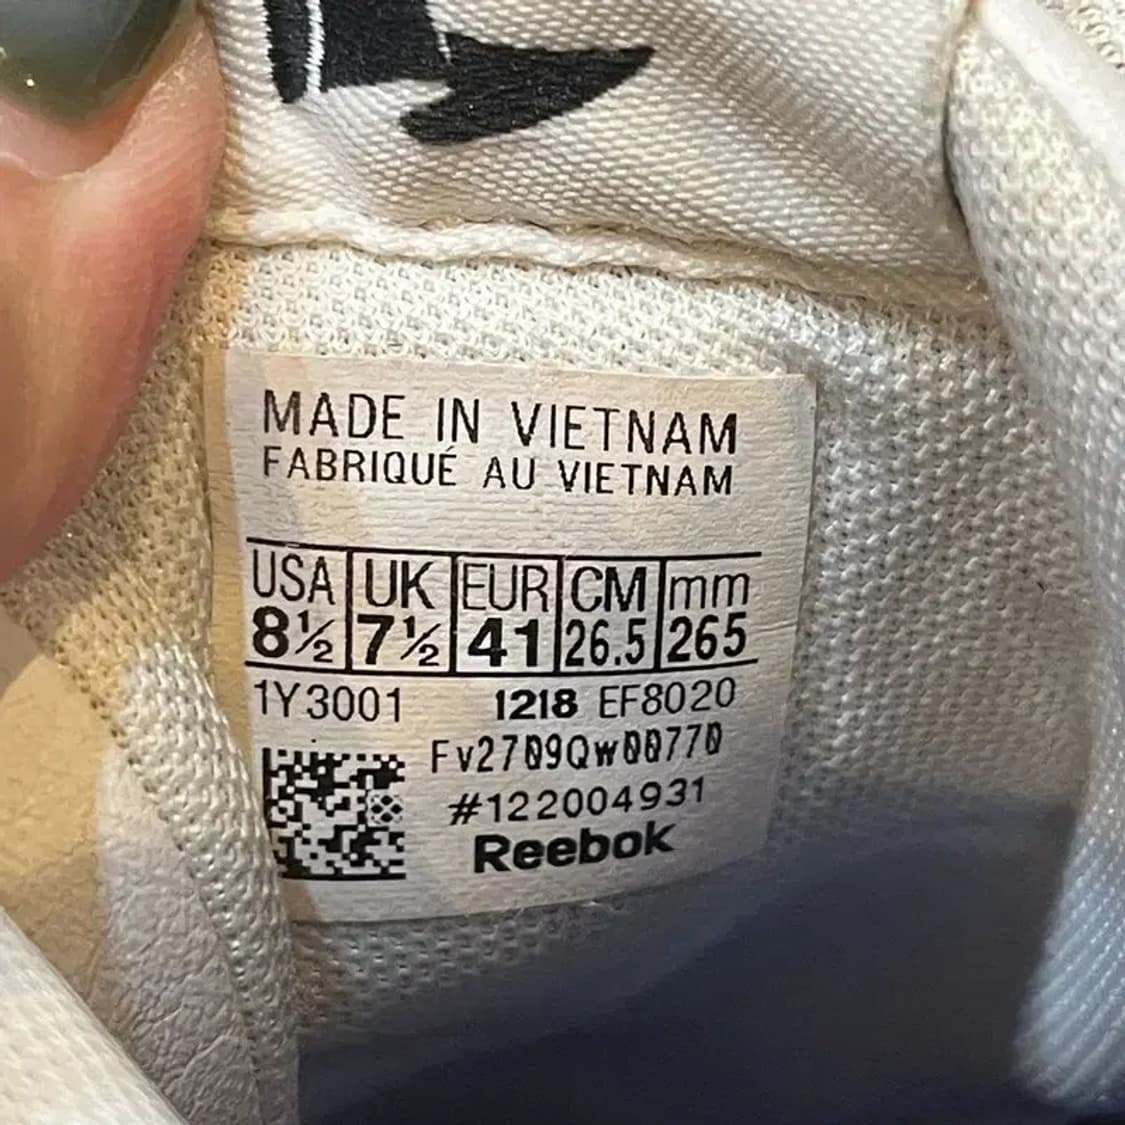 MADE IN VIETNAM
FABRIQUÉ AU VIETNAM
USA UK EUR CM mm
8½ 7½ 41 26.5 265
1Y3001 1218 EF8020
Fv2709Qw00770
#122004931
Reebok